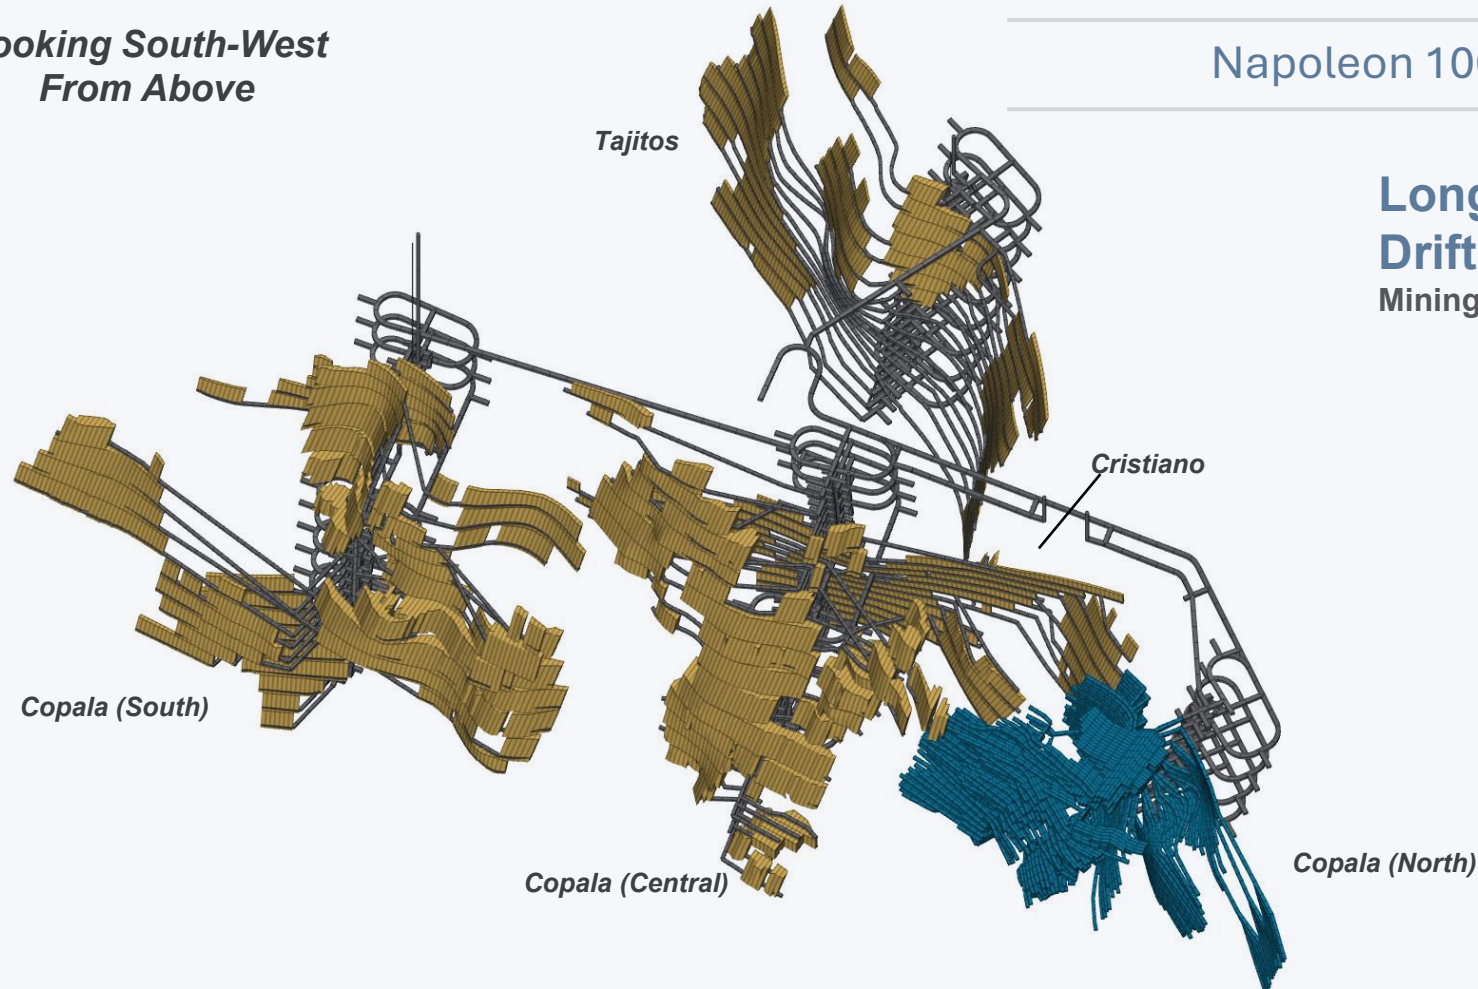 ooking South-West
From Above
Napoleon 10
Tajitos
Long
Drift
Mining
Cristiano
Copala (South)
Copala (Central)
Copala (North)